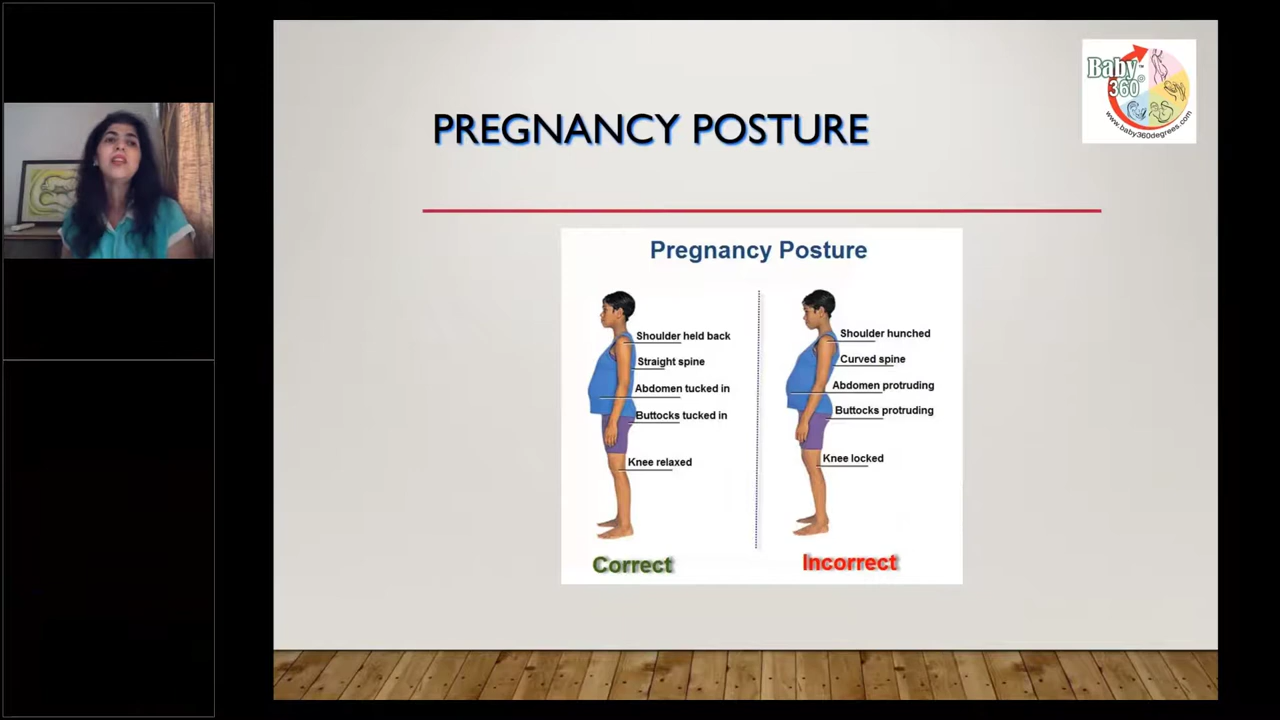 PREGNANCY POSTURE
Baby™
360°
www.baby360degrees.com
Pregnancy Posture
Shoulder held back
Straight spine
Abdomen tucked in
Buttocks tucked in
Knee relaxed
Correct
Shoulder hunched
Curved spine
Abdomen protruding
Buttocks protruding
Knee locked
Incorrect